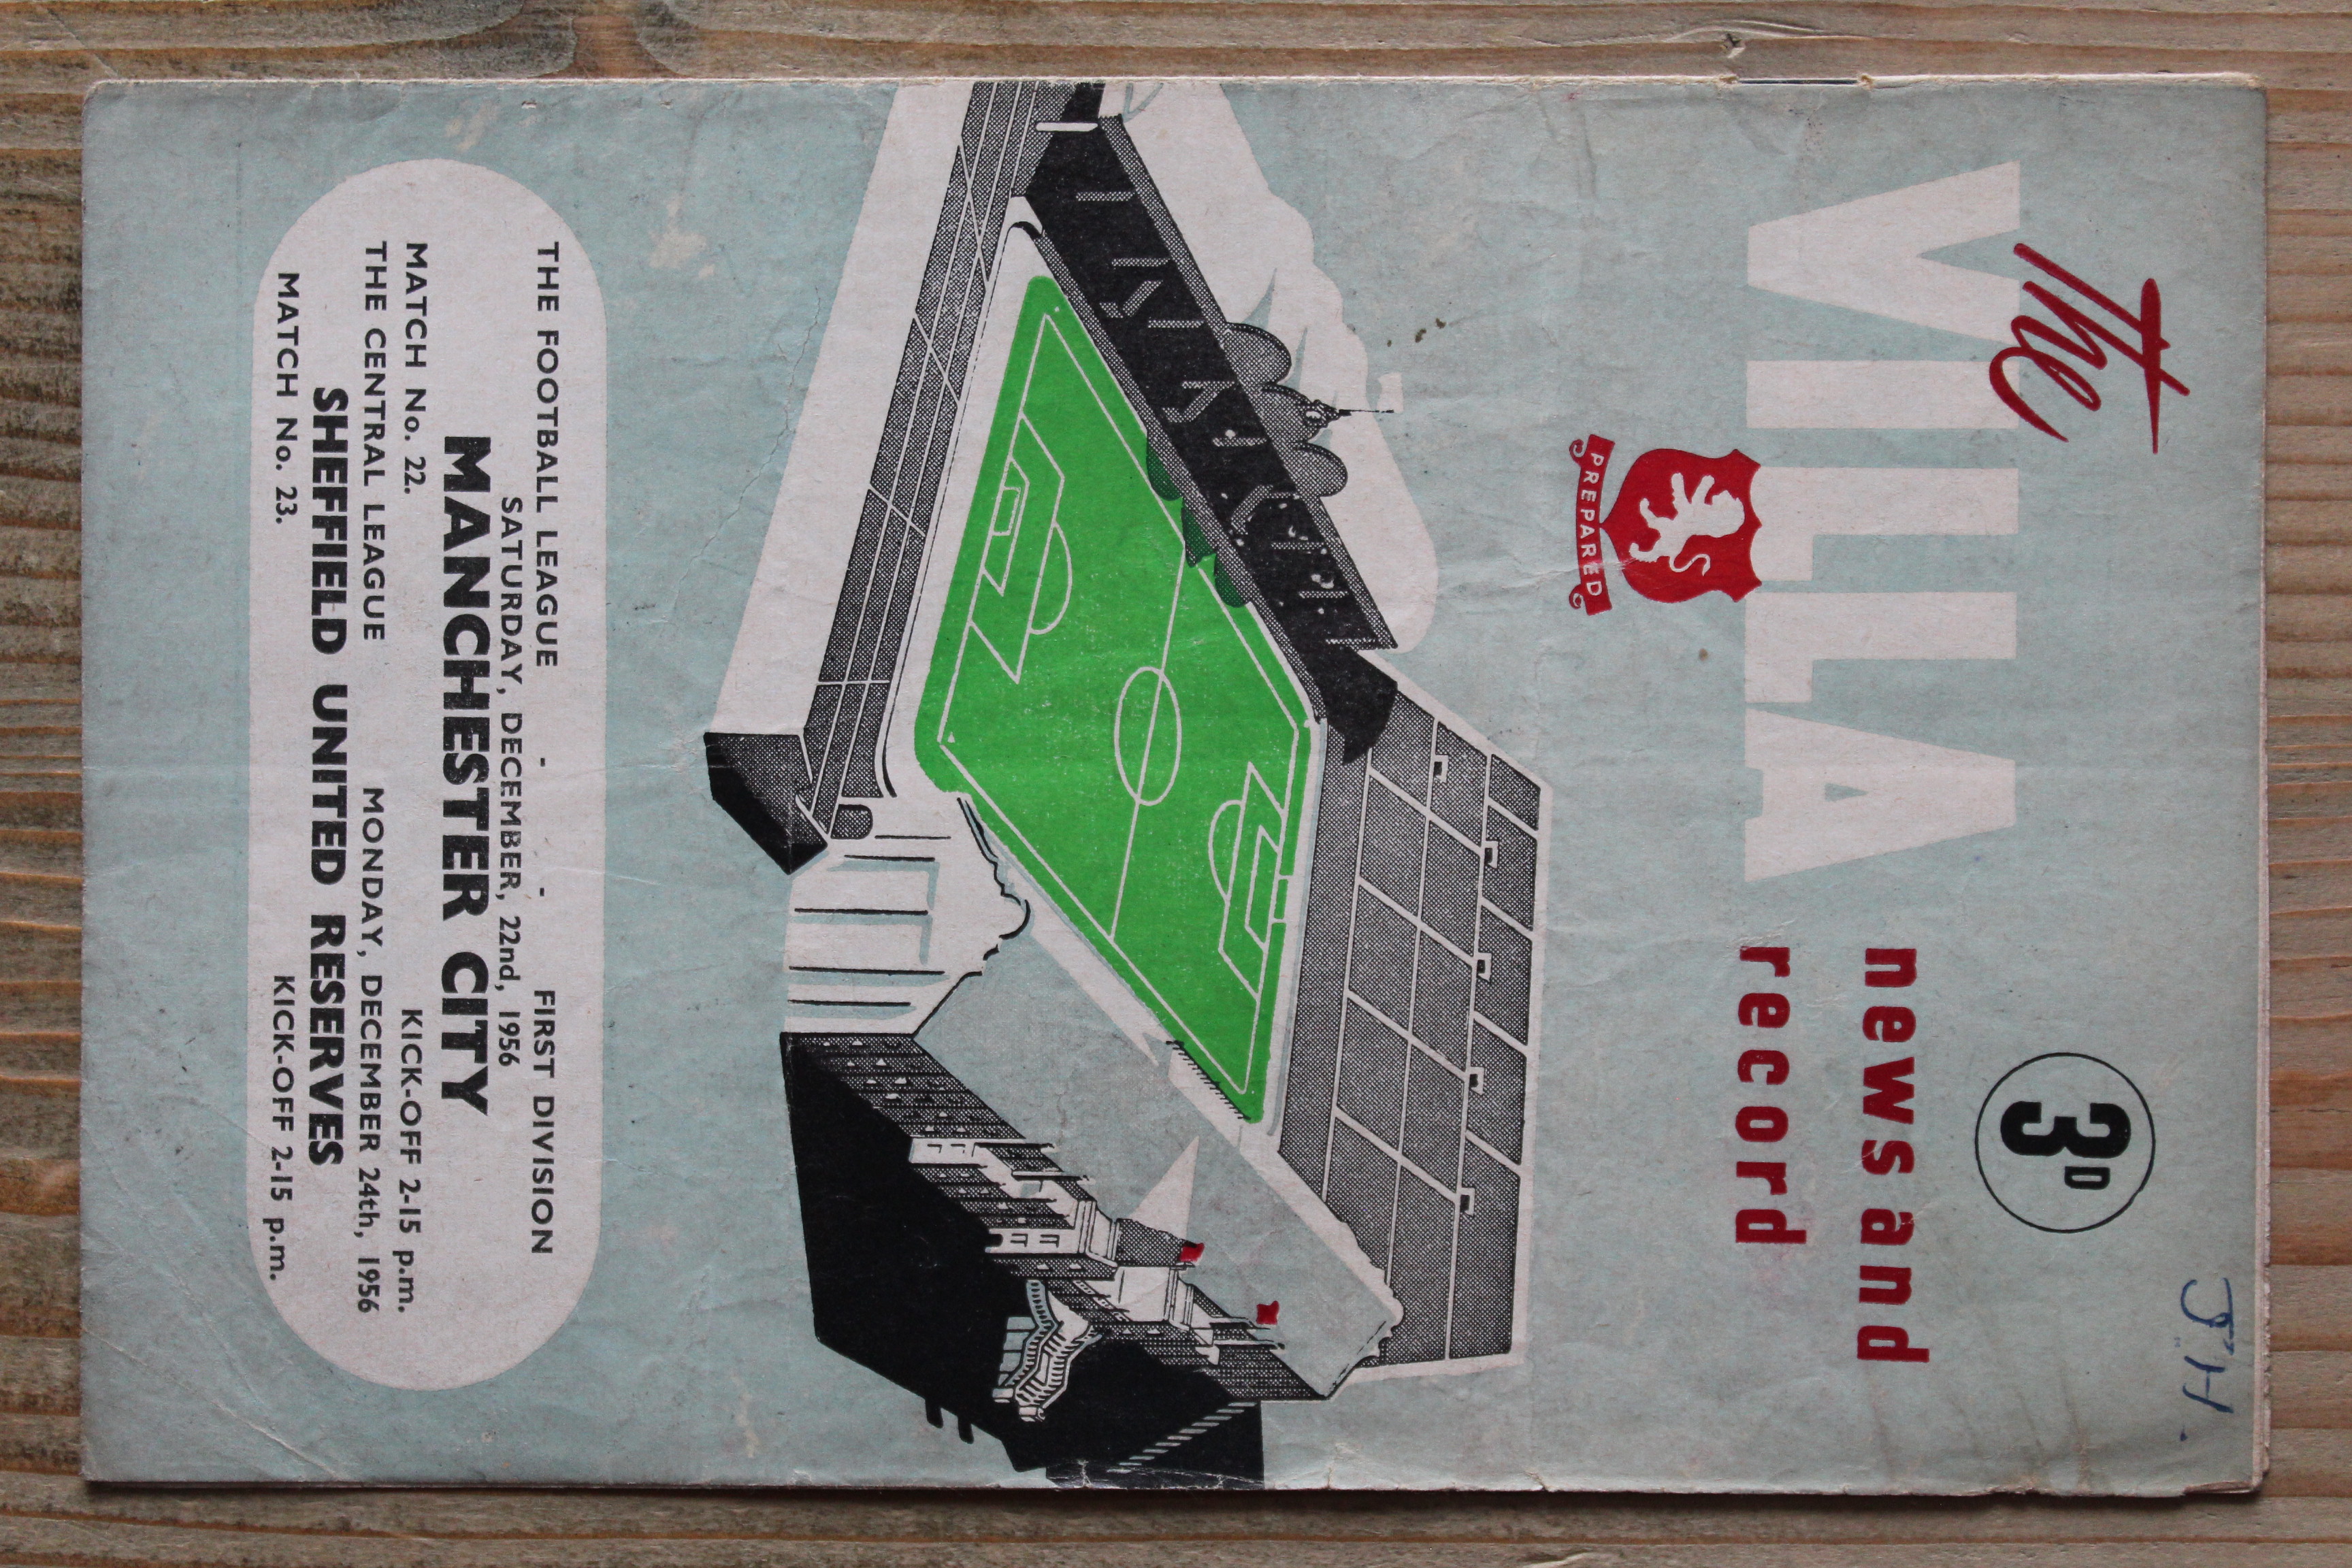 J.H.
The
VILLA
3D
news and
record
PREPARED
THE FOOTBALL LEAGUE - - FIRST DIVISION
SATURDAY, DECEMBER, 22nd, 1956
MANCHESTER CITY
MATCH No. 22. KICK-OFF 2-15 p.m.
THE CENTRAL LEAGUE MONDAY, DECEMBER 24th, 1956
SHEFFIELD UNITED RESERVES
MATCH No. 23. KICK-OFF 2-15 p.m.